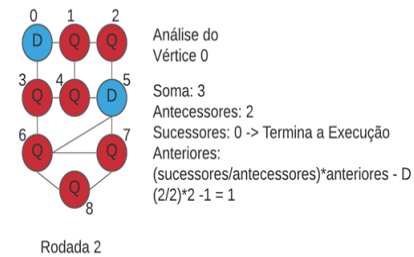 0 1 2
D Q Q
3 4 5
Q Q D
6 7
Q Q
Q
8
Rodada 2
Análise do
Vértice 0
Soma: 3
Antecessores: 2
Sucessores: 0 -> Termina a Execução
Anteriores:
(sucessores/antecessores)*anteriores - D
(2/2)*2 -1 = 1